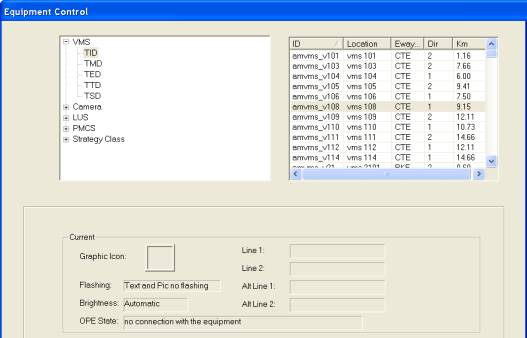 Equipment Control
VMS
TID
TMD
TED
TTD
TSD
Camera
LUS
PMCS
Strategy Class
ID Location Eway... Dir Km
amvms_v101 vms 101 CTE 2 1.16
amvms_v103 vms 103 CTE 2 7.66
amvms_v104 vms 104 CTE 1 6.00
amvms_v105 vms 105 CTE 2 9.41
amvms_v106 vms 106 CTE 1 7.50
amvms_v108 vms 108 CTE 1 9.15
amvms_v109 vms 109 CTE 2 12.11
amvms_v110 vms 110 CTE 1 10.73
amvms_v111 vms 111 CTE 2 14.66
amvms_v112 vms 112 CTE 1 12.11
amvms_v114 vms 114 CTE 1 14.66
Current
Graphic Icon:
Line 1:
Line 2:
Flashing: Text and Pic no flashing
Alt Line 1:
Brightness: Automatic
Alt Line 2:
OPE State: no connection with the equipment